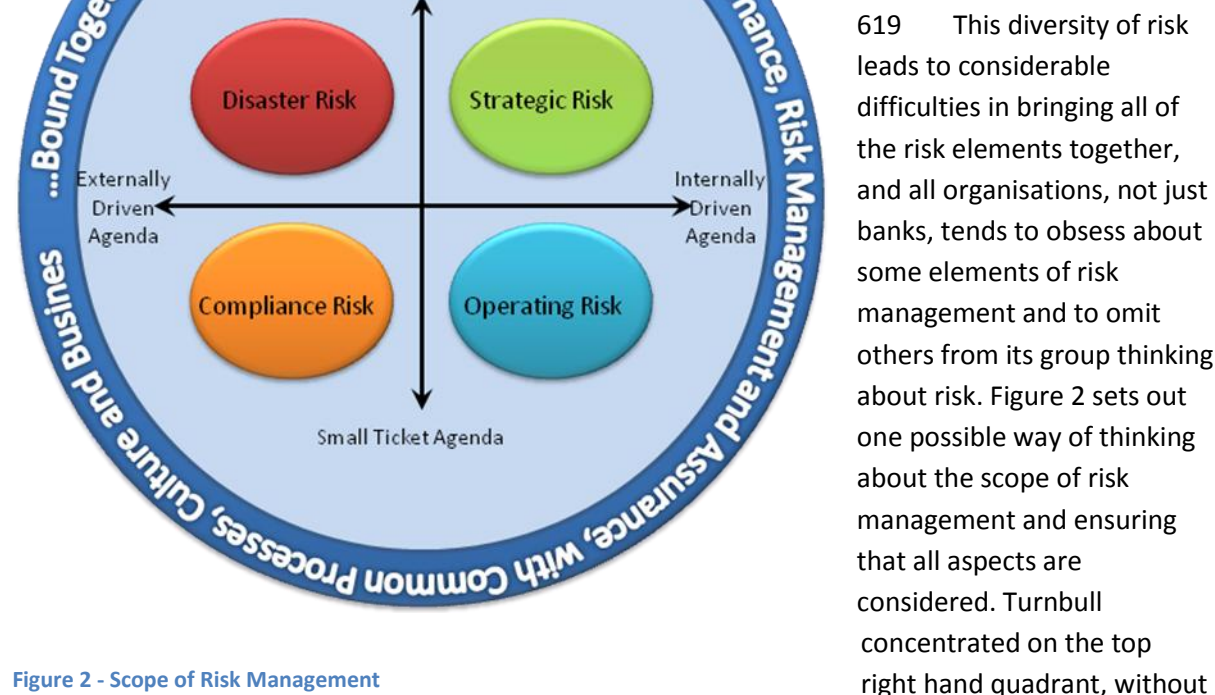 ...Bound Toge
nance, Risk Management and Assurance, with Common Processes, Culture and Busines
Disaster Risk
Strategic Risk
Externally
Driven
Agenda
Internally
Driven
Agenda
Compliance Risk
Operating Risk
Small Ticket Agenda
Figure 2 - Scope of Risk Management
619 This diversity of risk
leads to considerable
difficulties in bringing all of
the risk elements together,
and all organisations, not just
banks, tends to obsess about
some elements of risk
management and to omit
others from its group thinking
about risk. Figure 2 sets out
one possible way of thinking
about the scope of risk
management and ensuring
that all aspects are
considered. Turnbull
concentrated on the top
right hand quadrant, without